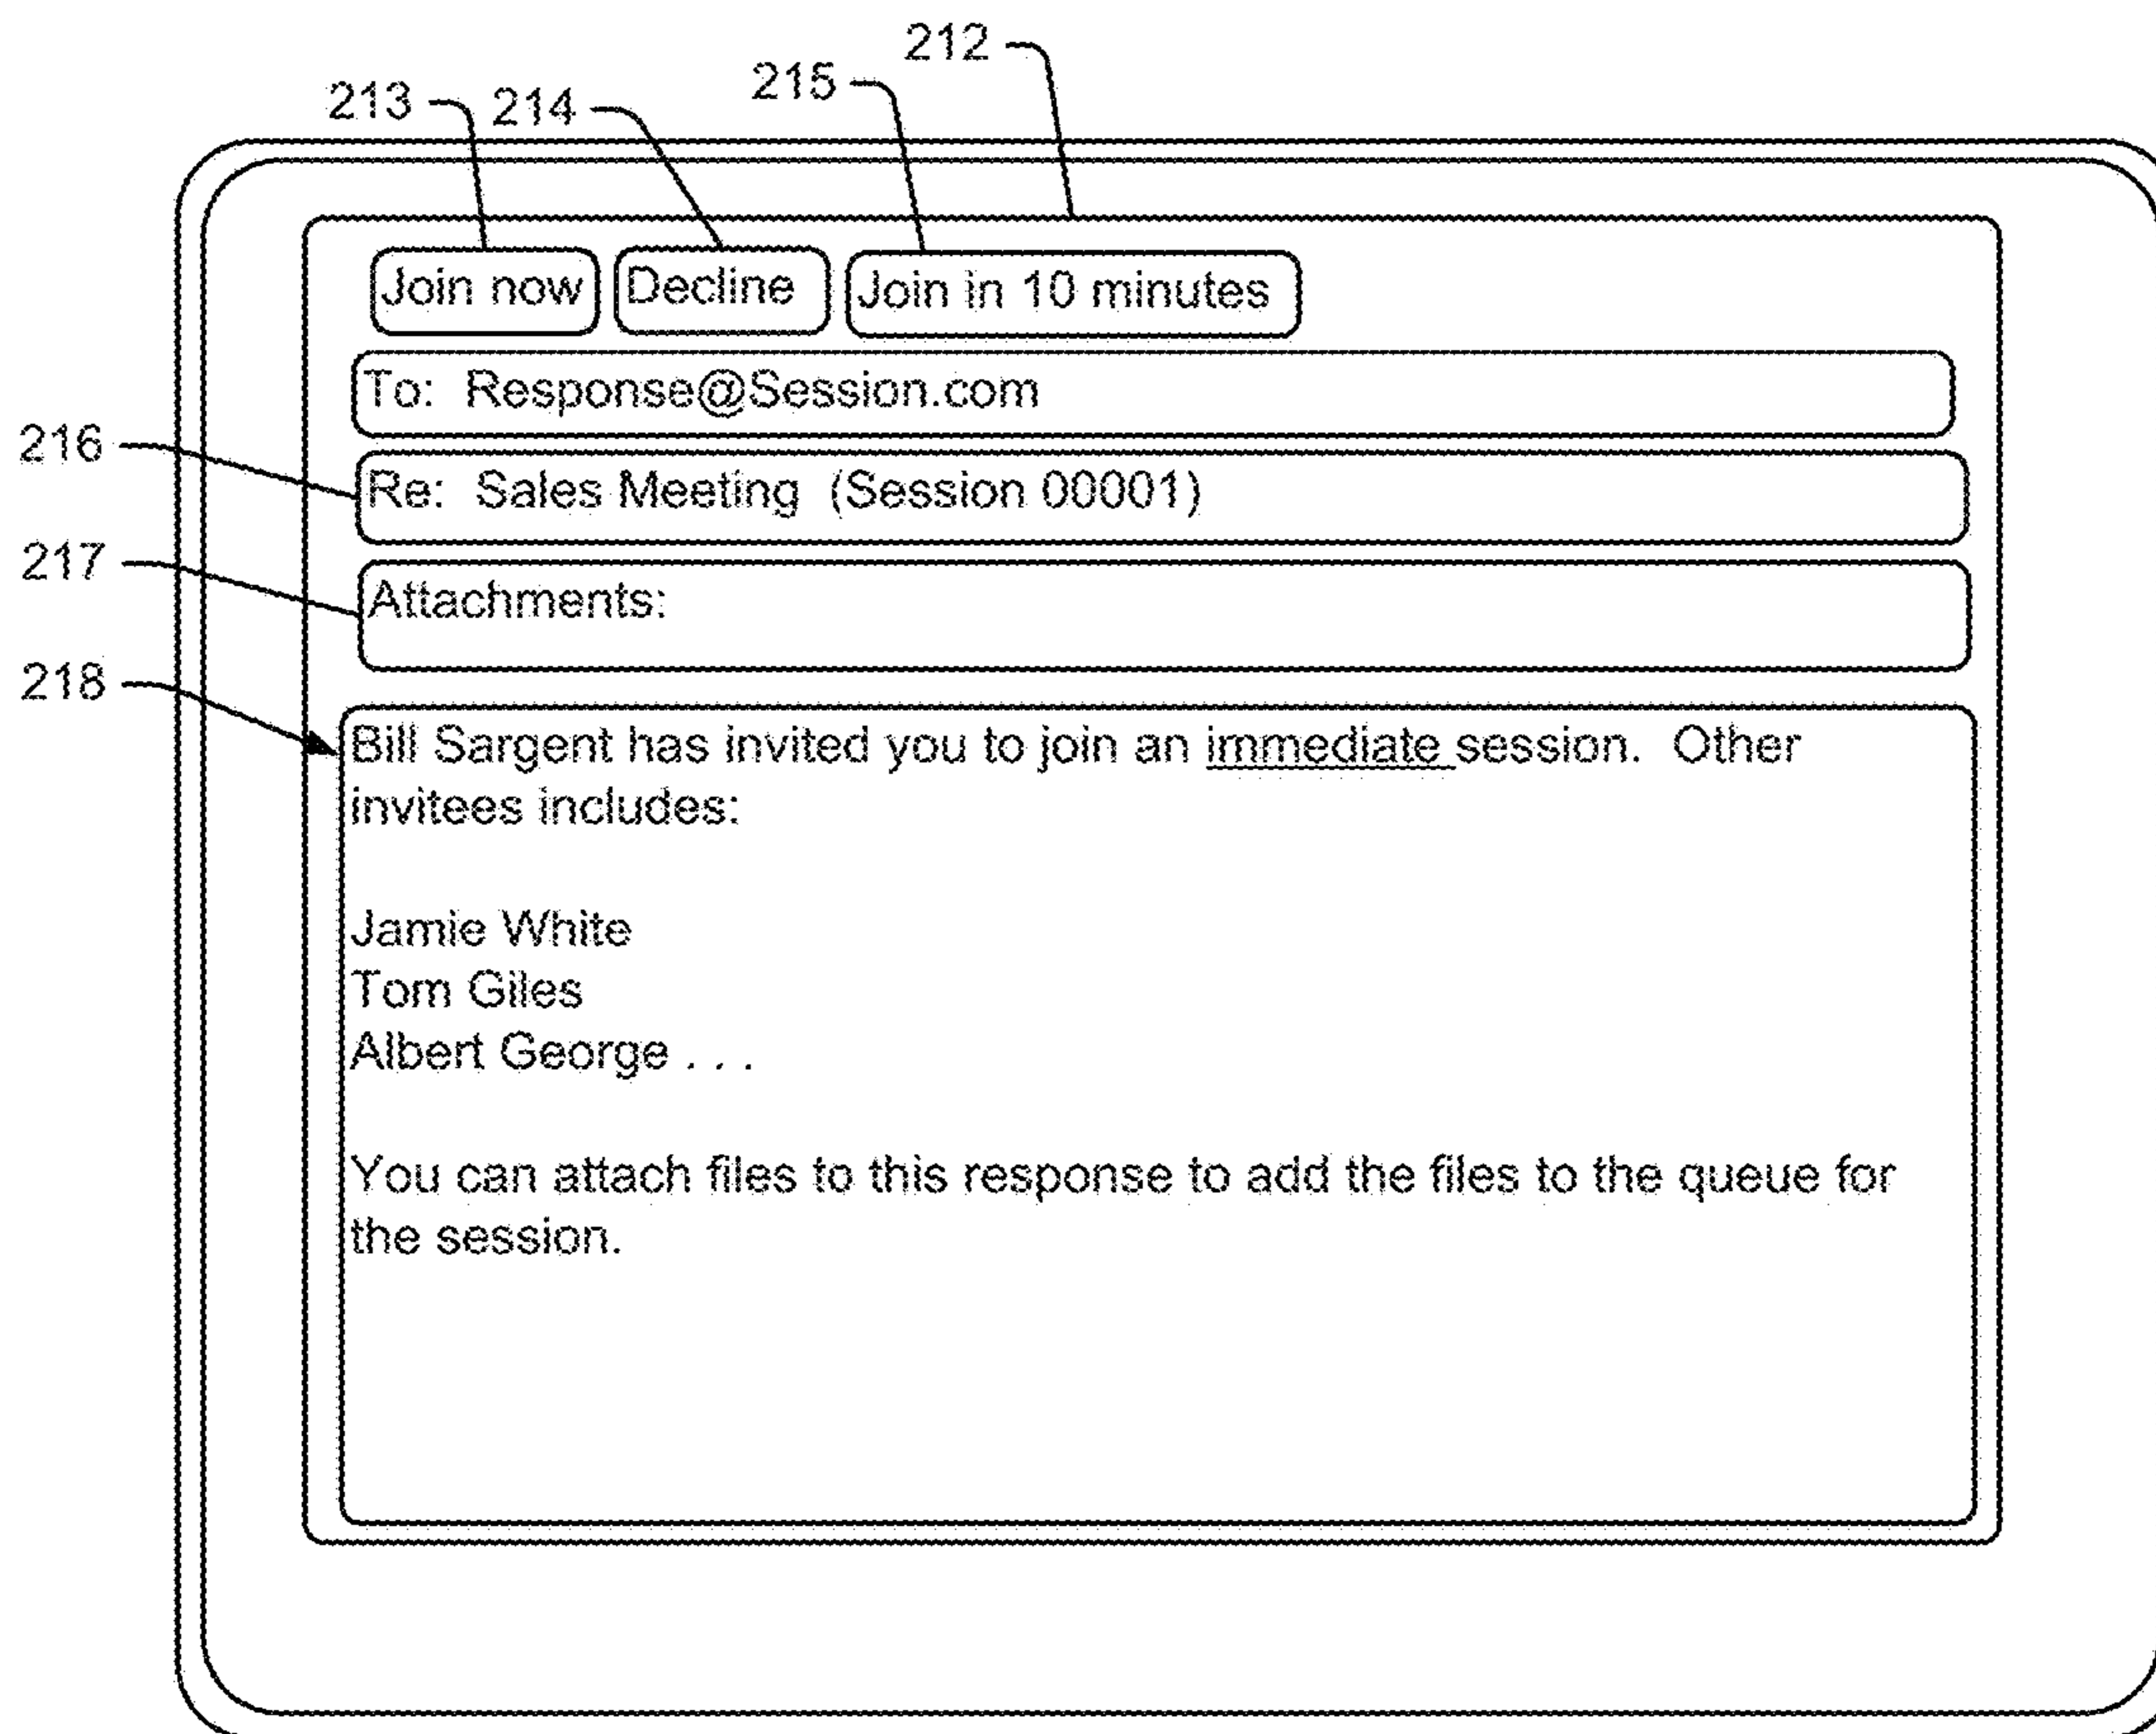 212
215
213
214
Join now
Decline
Join in 10 minutes
To: Response@Session.com
216
Re: Sales Meeting (Session 00001)
217
Attachments:
218
Bill Sargent has invited you to join an immediate session. Other
invitees includes:
Jamie White
Tom Giles
Albert George . . .
You can attach files to this response to add the files to the queue for
the session.